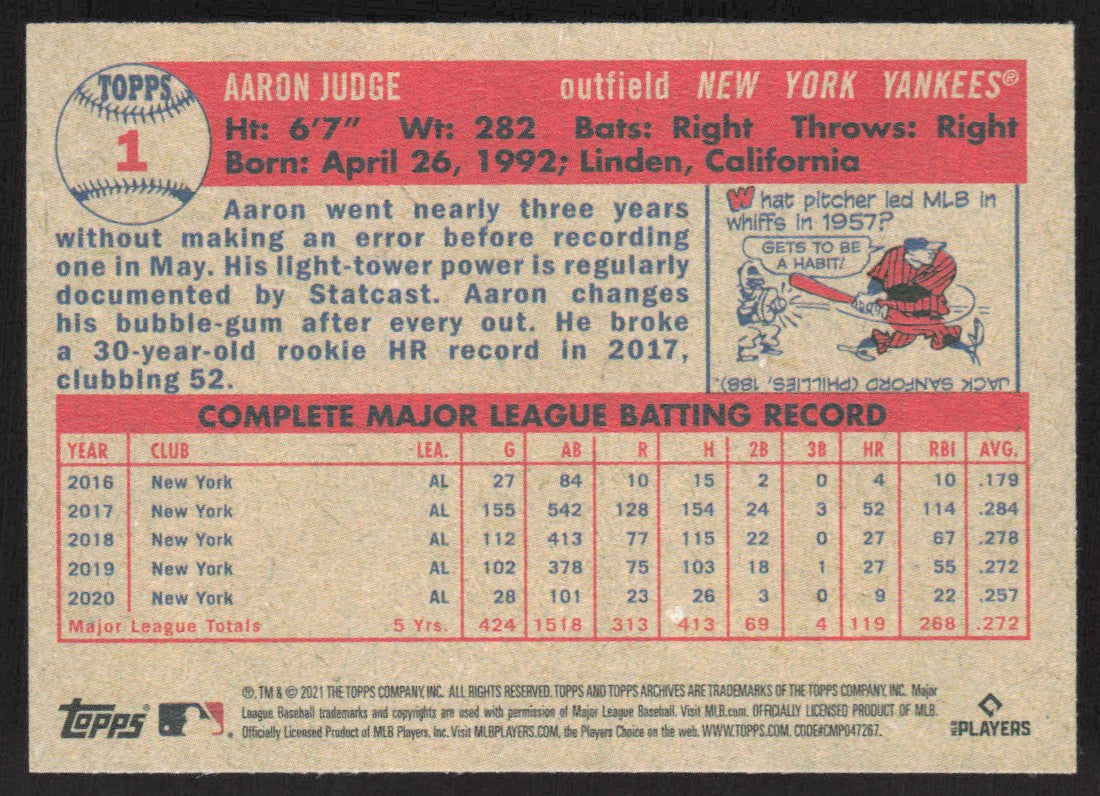 TOPPS
1
AARON JUDGE outfield NEW YORK YANKEES®
Ht: 6'7" Wt: 282 Bats: Right Throws: Right
Born: April 26, 1992; Linden, California
Aaron went nearly three years
without making an error before recording
one in May. His light-tower power is regularly
documented by Statcast. Aaron changes
his bubble-gum after every out. He broke
a 30-year-old rookie HR record in 2017,
clubbing 52.
What pitcher led MLB in
whiffs in 1957?
GETS TO BE
A HABIT!
JACK SANFORD (PHILLIES, 188).
COMPLETE MAJOR LEAGUE BATTING RECORD
YEAR CLUB LEA. G AB R H 2B 3B HR RBI AVG.
2016 New York AL 27 84 10 15 2 0 4 10 .179
2017 New York AL 155 542 128 154 24 3 52 114 .284
2018 New York AL 112 413 77 115 22 0 27 67 .278
2019 New York AL 102 378 75 103 18 1 27 55 .272
2020 New York AL 28 101 23 26 3 0 9 22 .257
Major League Totals 5 Yrs. 424 1518 313 413 69 4 119 268 .272
®, TM & © 2021 THE TOPPS COMPANY, INC. ALL RIGHTS RESERVED. TOPPS AND TOPPS ARCHIVES ARE TRADEMARKS OF THE TOPPS COMPANY, INC. Major
League Baseball trademarks and copyrights are used with permission of Major League Baseball. Visit MLB.com. OFFICIALLY LICENSED PRODUCT OF MLB.
Officially Licensed Product of MLB Players, Inc. Visit MLBPLAYERS.COM, the Players Choice on the web. WWW.TOPPS.COM. CODE#CMP047267.
topps
MLB PLAYERS